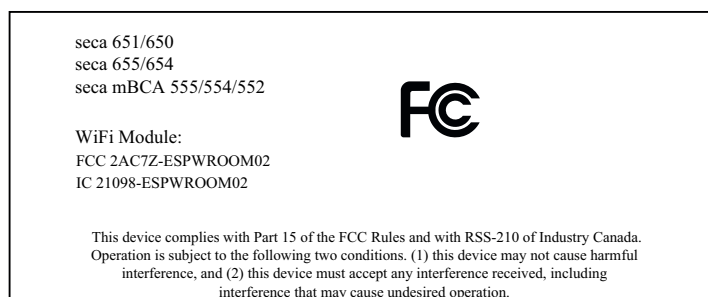 seca 651/650
seca 655/654
seca mBCA 555/554/552
FC
WiFi Module:
FCC 2AC7Z-ESPWROOM02
IC 21098-ESPWROOM02
This device complies with Part 15 of the FCC Rules and with RSS-210 of Industry Canada.
Operation is subject to the following two conditions. (1) this device may not cause harmful
interference, and (2) this device must accept any interference received, including
interference that may cause undesired operation.